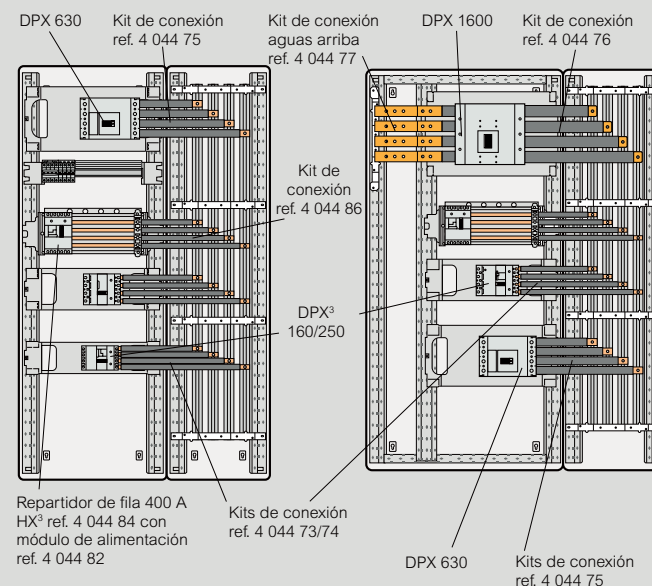 DPX 630
Kit de conexión
ref. 4 044 75
Kit de conexión
aguas arriba
ref. 4 044 77
DPX 1600
Kit de conexión
ref. 4 044 76
Kit de
conexión
ref. 4 044 86
DPX³
160/250
Repartidor de fila 400 A
HX³ ref. 4 044 84 con
módulo de alimentación
ref. 4 044 82
Kits de conexión
ref. 4 044 73/74
DPX 630
Kits de conexión
ref. 4 044 75